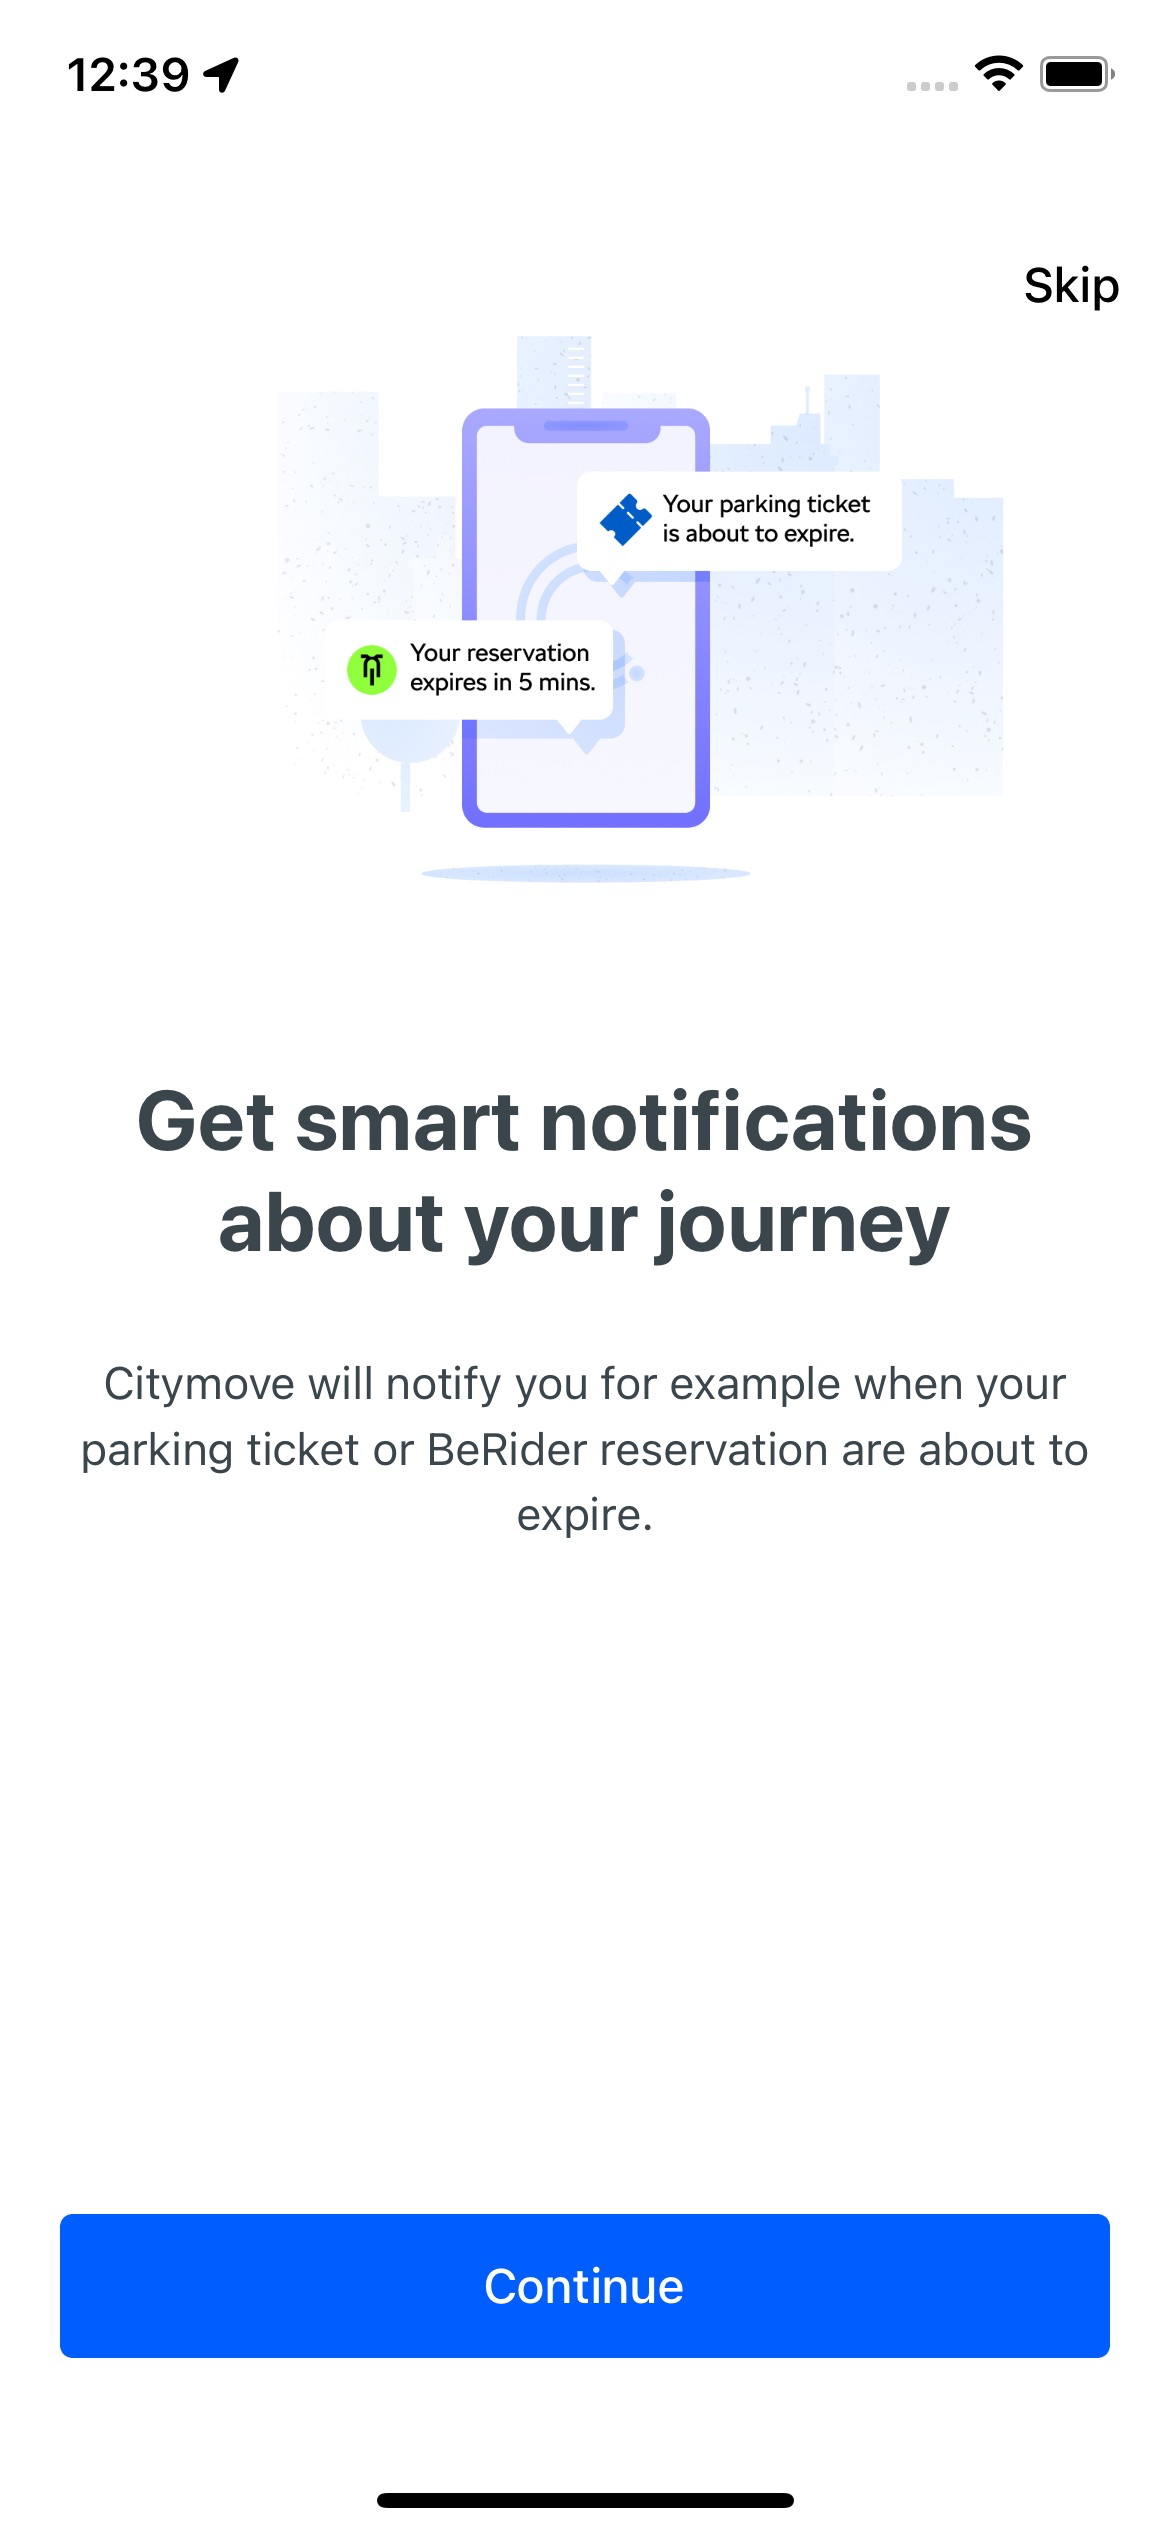 12:39
Skip
Your parking ticket
is about to expire.
Your reservation
expires in 5 mins.
Get smart notifications
about your journey
Citymove will notify you for example when your
parking ticket or BeRider reservation are about to
expire.
Continue